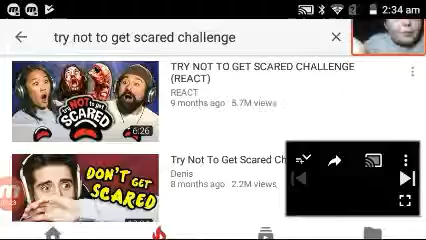 2:34 am
try not to get scared challenge
TRY NOT TO GET SCARED CHALLENGE
(REACT)
REACT
9 months ago 5.7M views
try NOT to get
SCARED
6:26
Try Not To Get Scared Ch
Denis
8 months ago 2.2M views
DON'T GET
SCARED